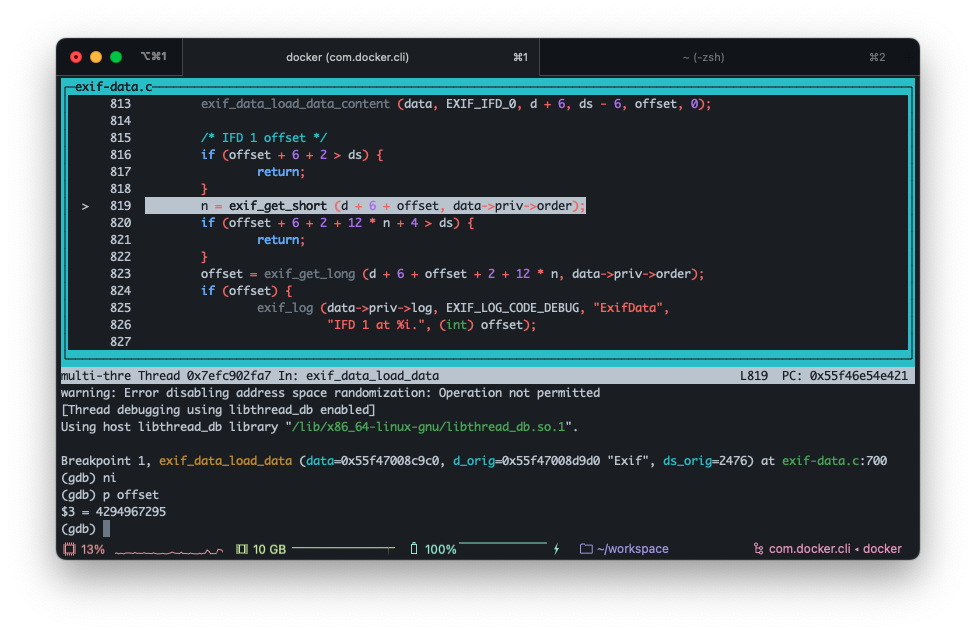 ⌥⌘1 docker (com.docker.cli) ⌘1 ~ (-zsh) ⌘2
exif-data.c
813 exif_data_load_data_content (data, EXIF_IFD_0, d + 6, ds - 6, offset, 0);
814
815 /* IFD 1 offset */
816 if (offset + 6 + 2 > ds) {
817 return;
818 }
> 819 n = exif_get_short (d + 6 + offset, data->priv->order);
820 if (offset + 6 + 2 + 12 * n + 4 > ds) {
821 return;
822 }
823 offset = exif_get_long (d + 6 + offset + 2 + 12 * n, data->priv->order);
824 if (offset) {
825 exif_log (data->priv->log, EXIF_LOG_CODE_DEBUG, "ExifData",
826 "IFD 1 at %i.", (int) offset);
827
multi-thre Thread 0x7efc902fa7 In: exif_data_load_data L819 PC: 0x55f46e54e421
warning: Error disabling address space randomization: Operation not permitted
[Thread debugging using libthread_db enabled]
Using host libthread_db library "/lib/x86_64-linux-gnu/libthread_db.so.1".
Breakpoint 1, exif_data_load_data (data=0x55f47008c9c0, d_orig=0x55f47008d9d0 "Exif", ds_orig=2476) at exif-data.c:700
(gdb) ni
(gdb) p offset
$3 = 4294967295
(gdb)
13% 10 GB 100% ~/workspace com.docker.cli ◂ docker